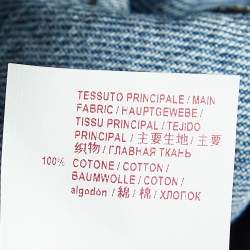 TESSUTO PRINCIPALE / MAIN
FABRIC / HAUPTGEWEBE /
TISSU PRINCIPAL / TEJIDO
PRINCIPAL / 主要生地 / 主要
织物 / ГЛАВНАЯ ТКАНЬ
100% COTONE / COTTON /
BAUMWOLLE / COTON /
algodón / 綿 / 棉 / ХЛОПОК